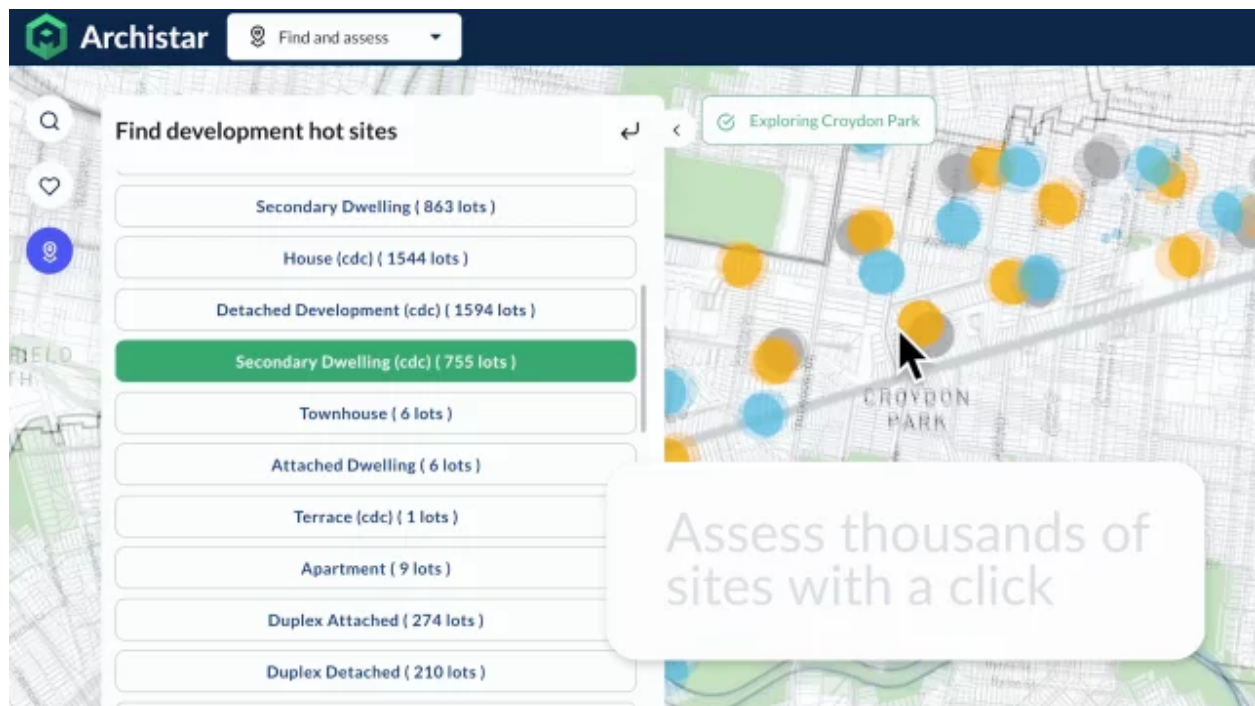 Archistar
Find and assess
Find development hot sites
Exploring Croydon Park
Secondary Dwelling ( 863 lots )
House (cdc) ( 1544 lots )
Detached Development (cdc) ( 1594 lots )
Secondary Dwelling (cdc) ( 755 lots )
Townhouse ( 6 lots )
Attached Dwelling ( 6 lots )
Terrace (cdc) ( 1 lots )
Apartment ( 9 lots )
Duplex Attached ( 274 lots )
Duplex Detached ( 210 lots )
CROYDON
PARK
Assess thousands of
sites with a click